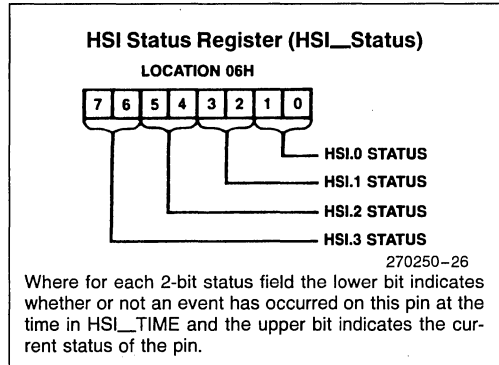 HSI Status Register (HSI__Status)
LOCATION 06H
7 6 5 4 3 2 1 0
HSI.0 STATUS
HSI.1 STATUS
HSI.2 STATUS
HSI.3 STATUS
270250–26
Where for each 2-bit status field the lower bit indicates
whether or not an event has occurred on this pin at the
time in HSI__TIME and the upper bit indicates the cur-
rent status of the pin.